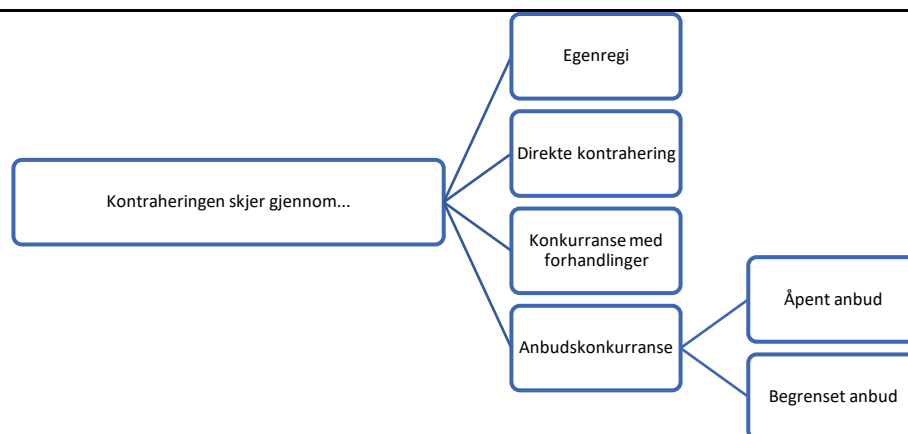 Egenregi
Direkte kontrahering
Kontraheringen skjer gjennom...
Konkurranse med
forhandlinger
Anbudskonkurranse
Åpent anbud
Begrenset anbud